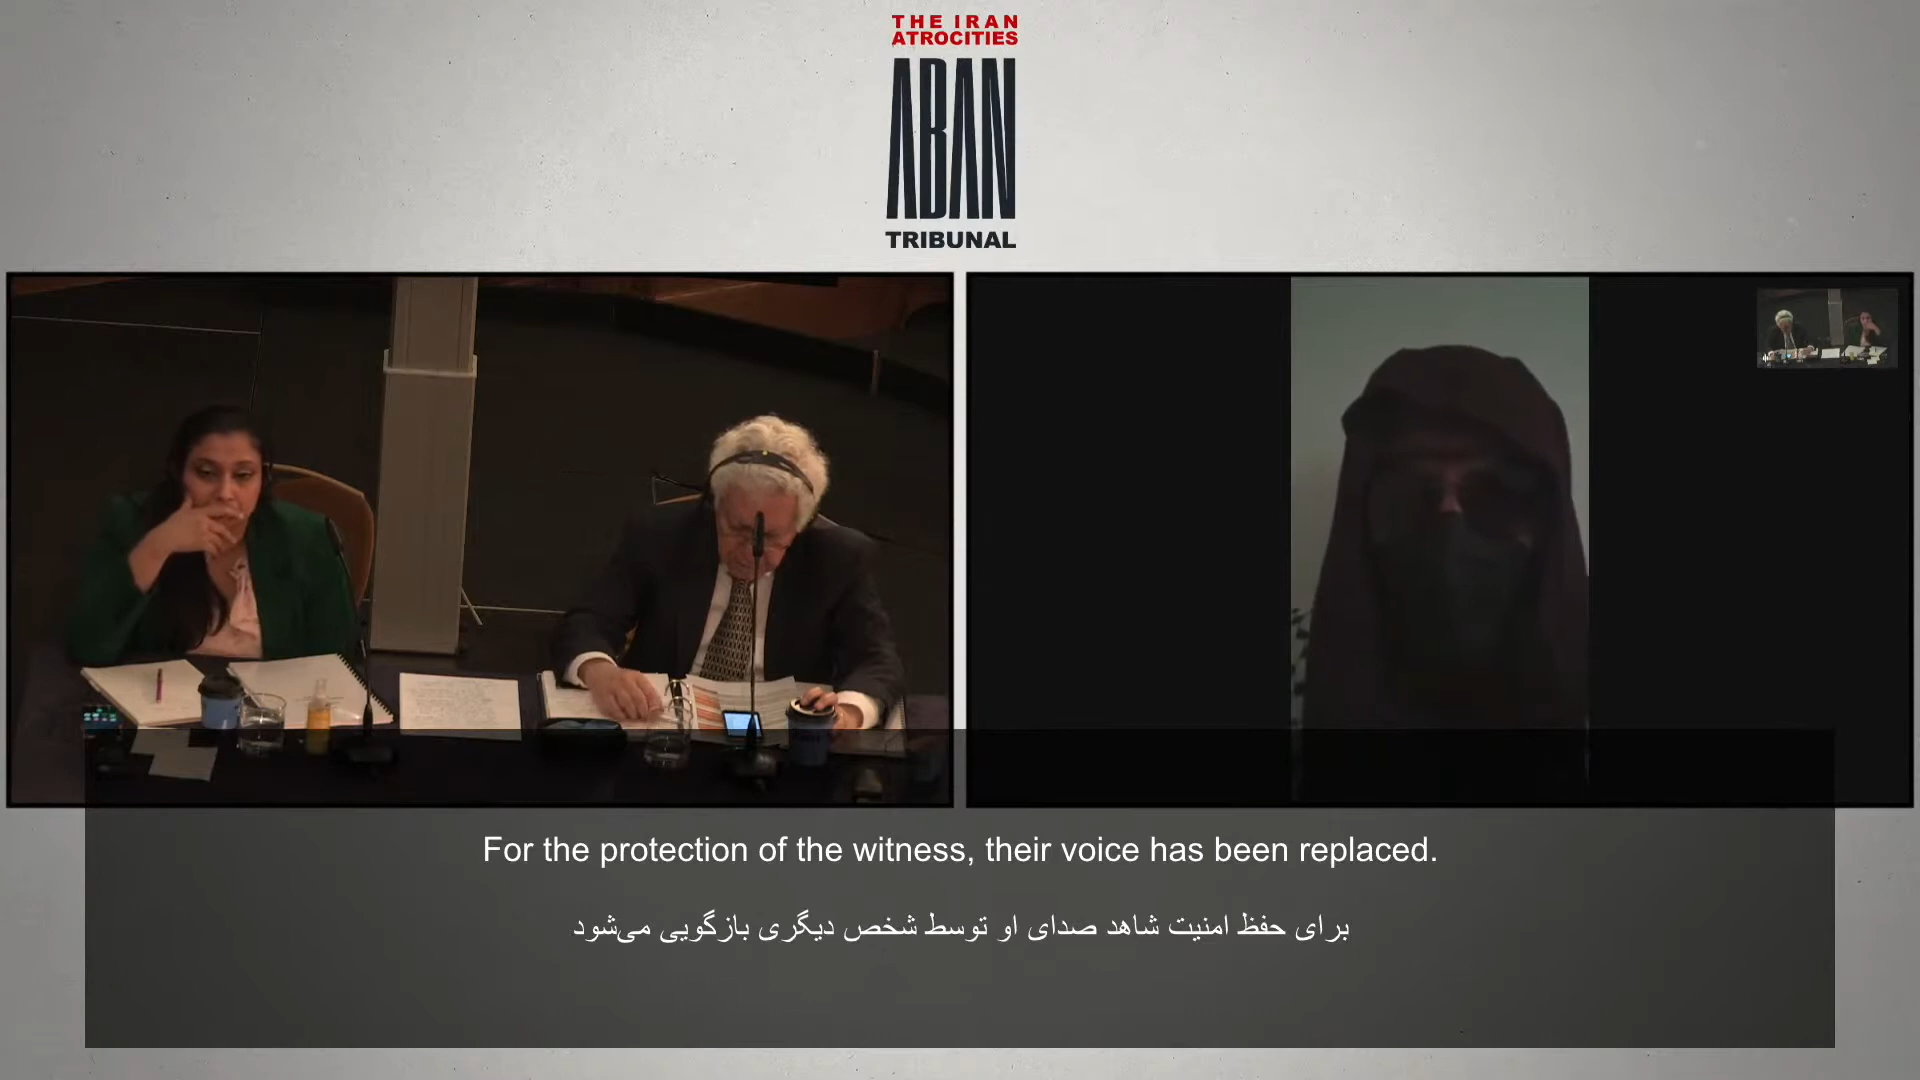 THE IRAN
ATROCITIES
ABAN
TRIBUNAL
For the protection of the witness, their voice has been replaced.
برای حفظ امنیت شاهد صدای او توسط شخص دیگری بازگویی می‌شود